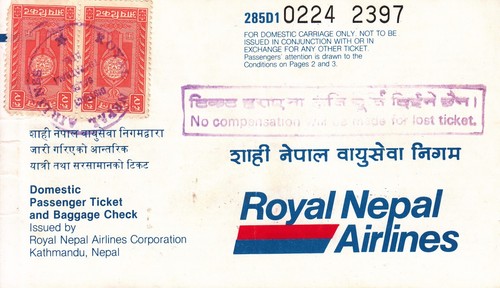 285D1 0224 2397
FOR DOMESTIC CARRIAGE ONLY. NOT TO BE
ISSUED IN CONJUNCTION WITH OR IN
EXCHANGE FOR ANY OTHER TICKET.
Passengers' attention is drawn to the
Conditions on Pages 2 and 3.
No compensation will be made for lost ticket.
शाही नेपाल वायुसेवा निगमद्वारा
जारी गरिएको आन्तरिक
यात्री तथा सरसामानको टिकट
शाही नेपाल वायुसेवा निगम
Domestic
Passenger Ticket
and Baggage Check
Issued by
Royal Nepal Airlines Corporation
Kathmandu, Nepal
Royal Nepal
Airlines